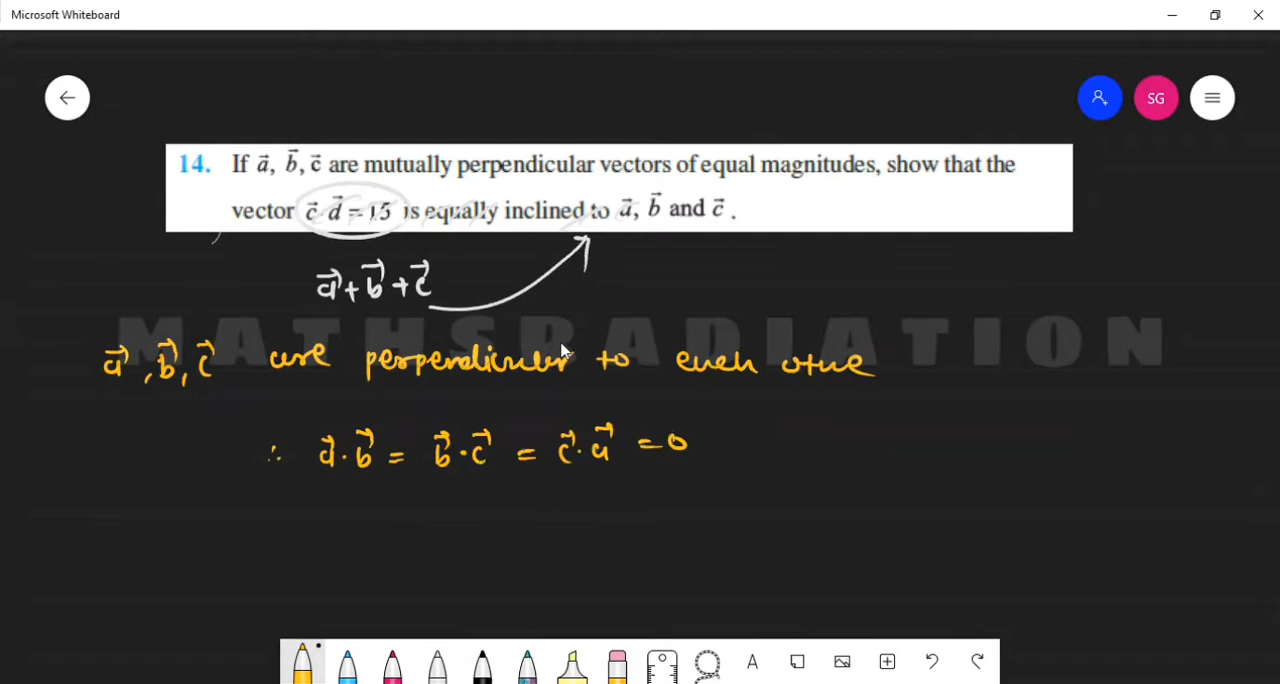 Microsoft Whiteboard
SG
14. If a⃗, b⃗, c⃗ are mutually perpendicular vectors of equal magnitudes, show that the
vector c⃗·d⃗ = 15 is equally inclined to a⃗, b⃗ and c⃗.
a⃗ + b⃗ + c⃗
MATHSRADIATION
a⃗, b⃗, c⃗ are perpendicular to each other
∴ a⃗·b⃗ = b⃗·c⃗ = c⃗·a⃗ = 0
A